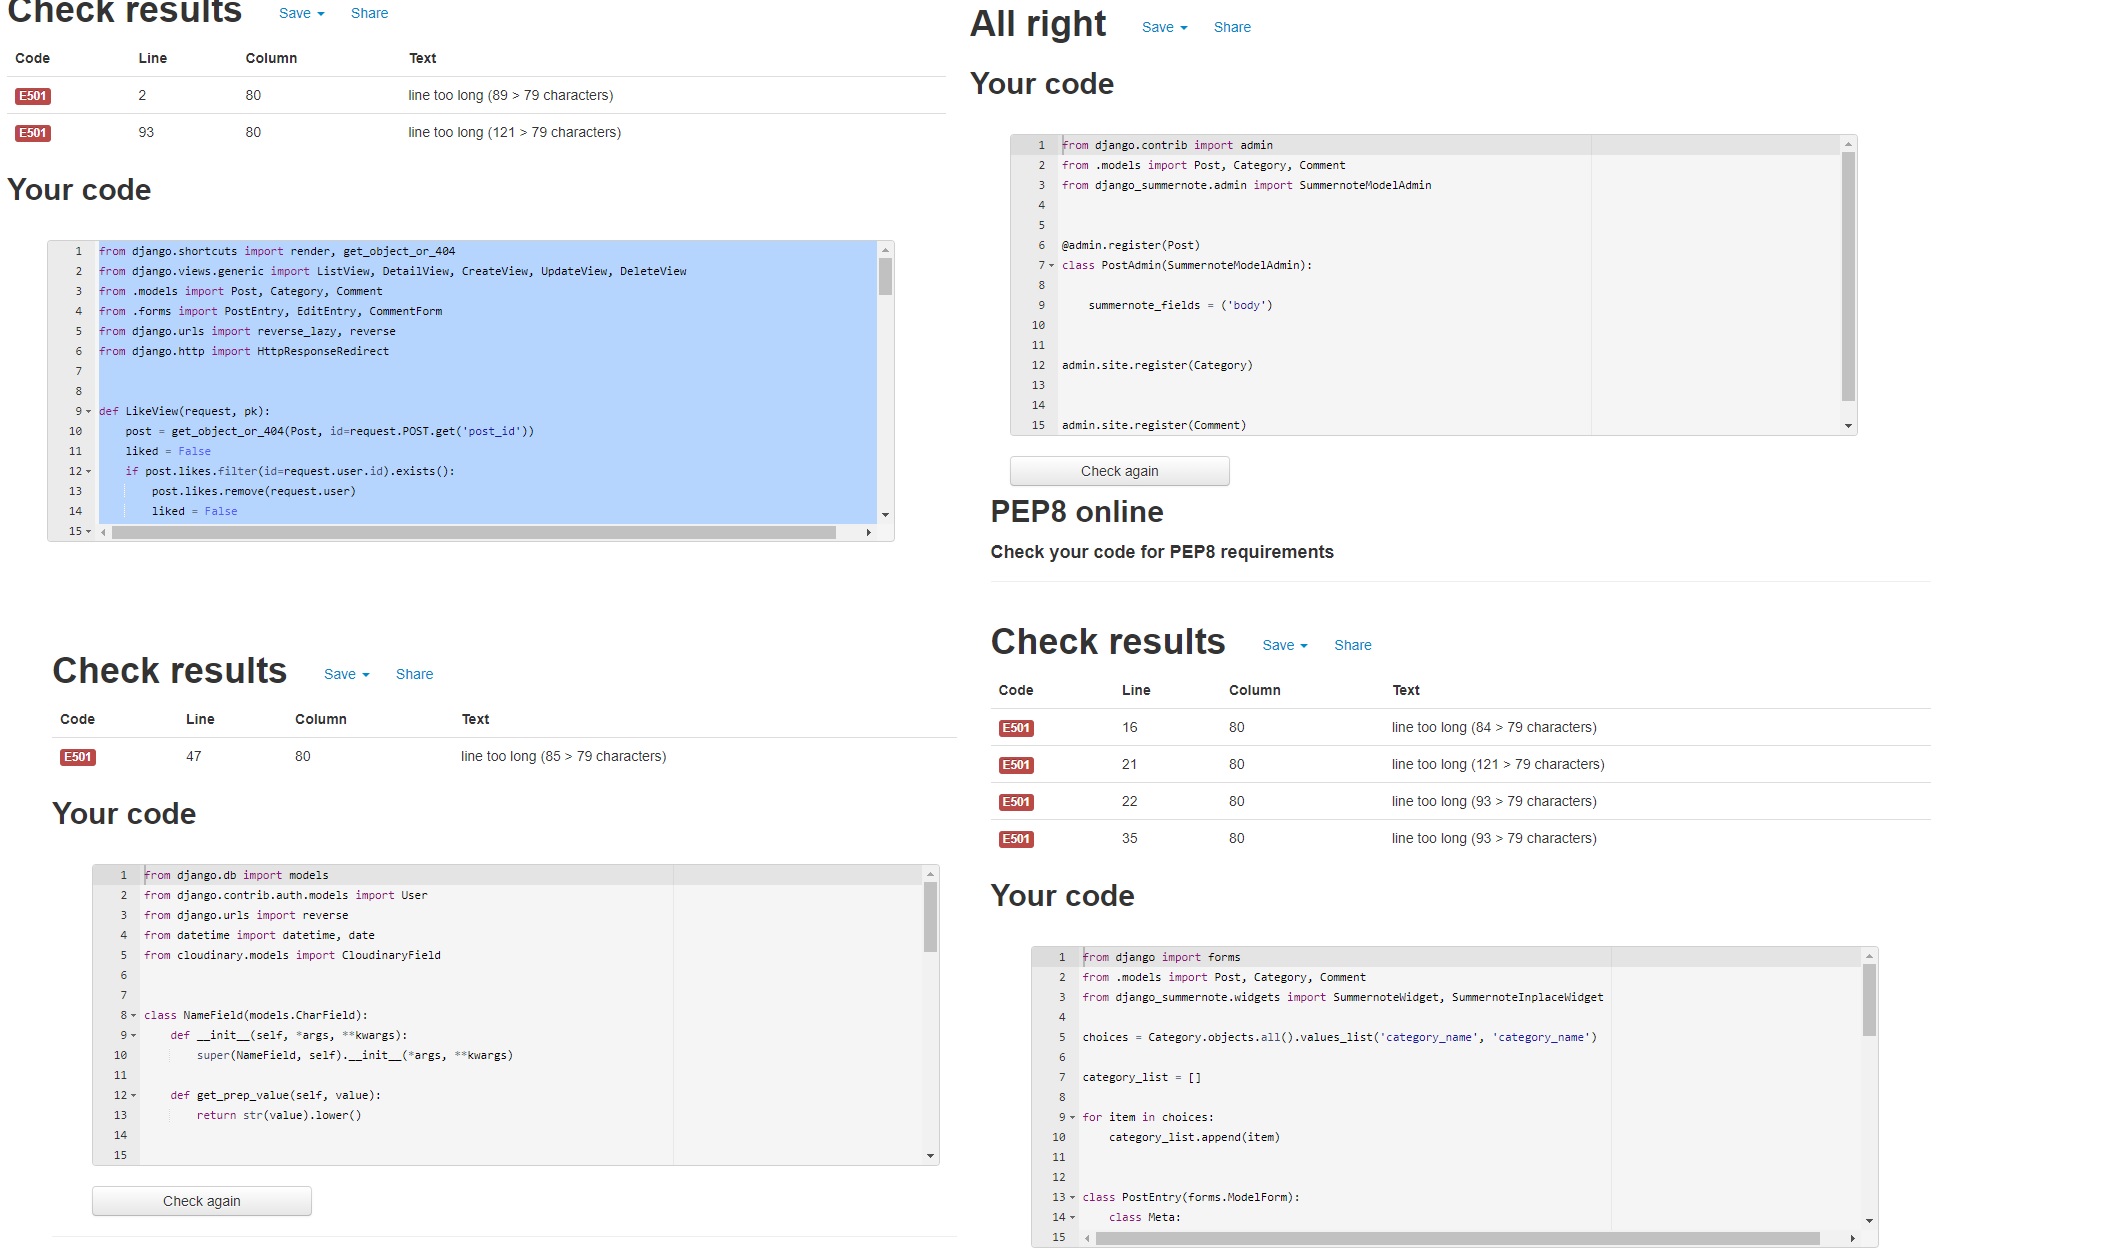 Check results Save Share
Code Line Column Text
E501 2 80 line too long (89 > 79 characters)
E501 93 80 line too long (121 > 79 characters)
Your code
1 from django.shortcuts import render, get_object_or_404
2 from django.views.generic import ListView, DetailView, CreateView, UpdateView, DeleteView
3 from .models import Post, Category, Comment
4 from .forms import PostEntry, EditEntry, CommentForm
5 from django.urls import reverse_lazy, reverse
6 from django.http import HttpResponseRedirect
7
8
9 def LikeView(request, pk):
10 post = get_object_or_404(Post, id=request.POST.get('post_id'))
11 liked = False
12 if post.likes.filter(id=request.user.id).exists():
13 post.likes.remove(request.user)
14 liked = False
15
All right Save Share
Your code
1 from django.contrib import admin
2 from .models import Post, Category, Comment
3 from django_summernote.admin import SummernoteModelAdmin
4
5
6 @admin.register(Post)
7 class PostAdmin(SummernoteModelAdmin):
8
9 summernote_fields = ('body')
10
11
12 admin.site.register(Category)
13
14
15 admin.site.register(Comment)
Check again
Check results Save Share
Code Line Column Text
E501 47 80 line too long (85 > 79 characters)
Your code
1 from django.db import models
2 from django.contrib.auth.models import User
3 from django.urls import reverse
4 from datetime import datetime, date
5 from cloudinary.models import CloudinaryField
6
7
8 class NameField(models.CharField):
9 def __init__(self, *args, **kwargs):
10 super(NameField, self).__init__(*args, **kwargs)
11
12 def get_prep_value(self, value):
13 return str(value).lower()
14
15
Check again
PEP8 online
Check your code for PEP8 requirements
Check results Save Share
Code Line Column Text
E501 16 80 line too long (84 > 79 characters)
E501 21 80 line too long (121 > 79 characters)
E501 22 80 line too long (93 > 79 characters)
E501 35 80 line too long (93 > 79 characters)
Your code
1 from django import forms
2 from .models import Post, Category, Comment
3 from django_summernote.widgets import SummernoteWidget, SummernoteInplaceWidget
4
5 choices = Category.objects.all().values_list('category_name', 'category_name')
6
7 category_list = []
8
9 for item in choices:
10 category_list.append(item)
11
12
13 class PostEntry(forms.ModelForm):
14 class Meta:
15